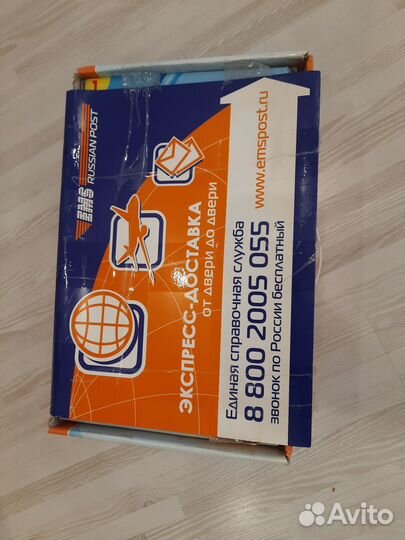 EMS RUSSIAN POST
ЭКСПРЕСС-ДОСТАВКА
от двери до двери
Единая справочная служба
8 800 2005 055
звонок по России бесплатный
www.emspost.ru
Avito